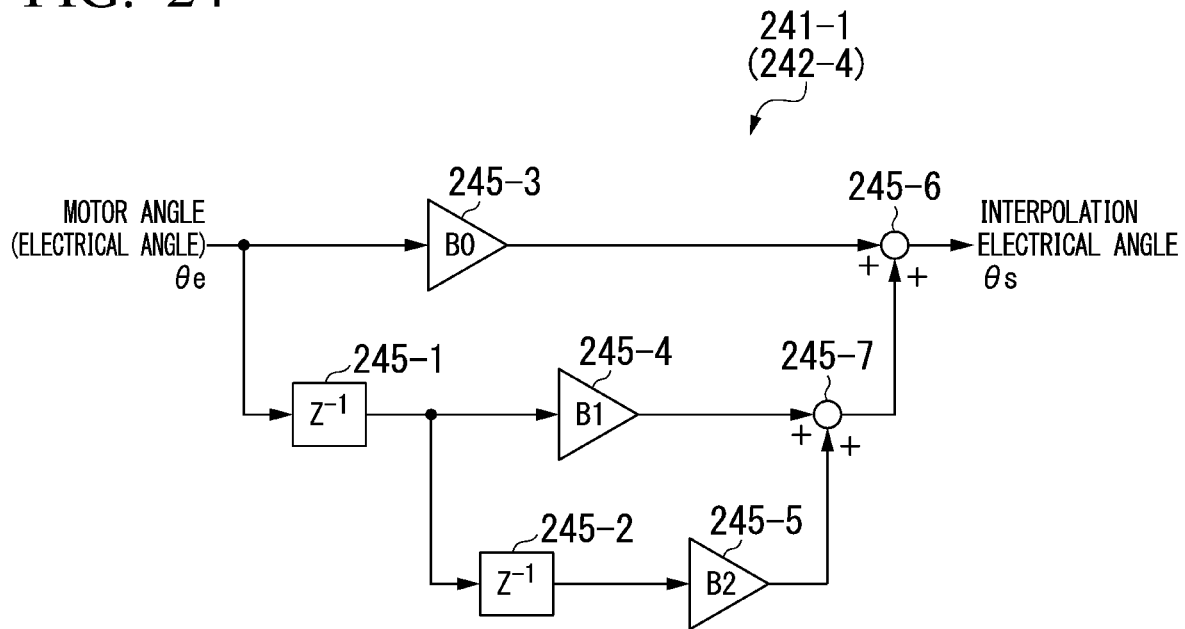 FIG. 24
241-1
(242-4)
245-3
245-6
MOTOR ANGLE
(ELECTRICAL ANGLE)
θe
B0
+
+
INTERPOLATION
ELECTRICAL ANGLE
θs
245-1
245-4
245-7
Z⁻¹
B1
+
+
245-2
245-5
Z⁻¹
B2